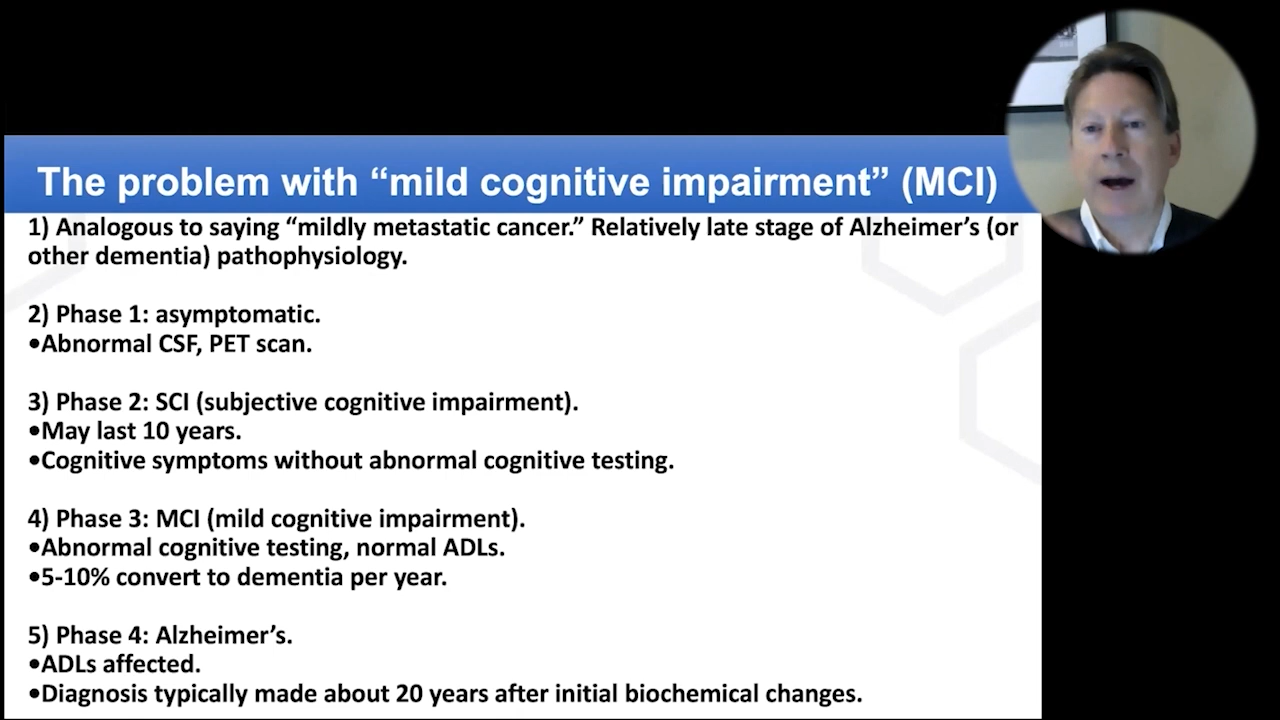 The problem with “mild cognitive impairment” (MCI)
1) Analogous to saying “mildly metastatic cancer.” Relatively late stage of Alzheimer’s (or
other dementia) pathophysiology.
2) Phase 1: asymptomatic.
•Abnormal CSF, PET scan.
3) Phase 2: SCI (subjective cognitive impairment).
•May last 10 years.
•Cognitive symptoms without abnormal cognitive testing.
4) Phase 3: MCI (mild cognitive impairment).
•Abnormal cognitive testing, normal ADLs.
•5-10% convert to dementia per year.
5) Phase 4: Alzheimer’s.
•ADLs affected.
•Diagnosis typically made about 20 years after initial biochemical changes.